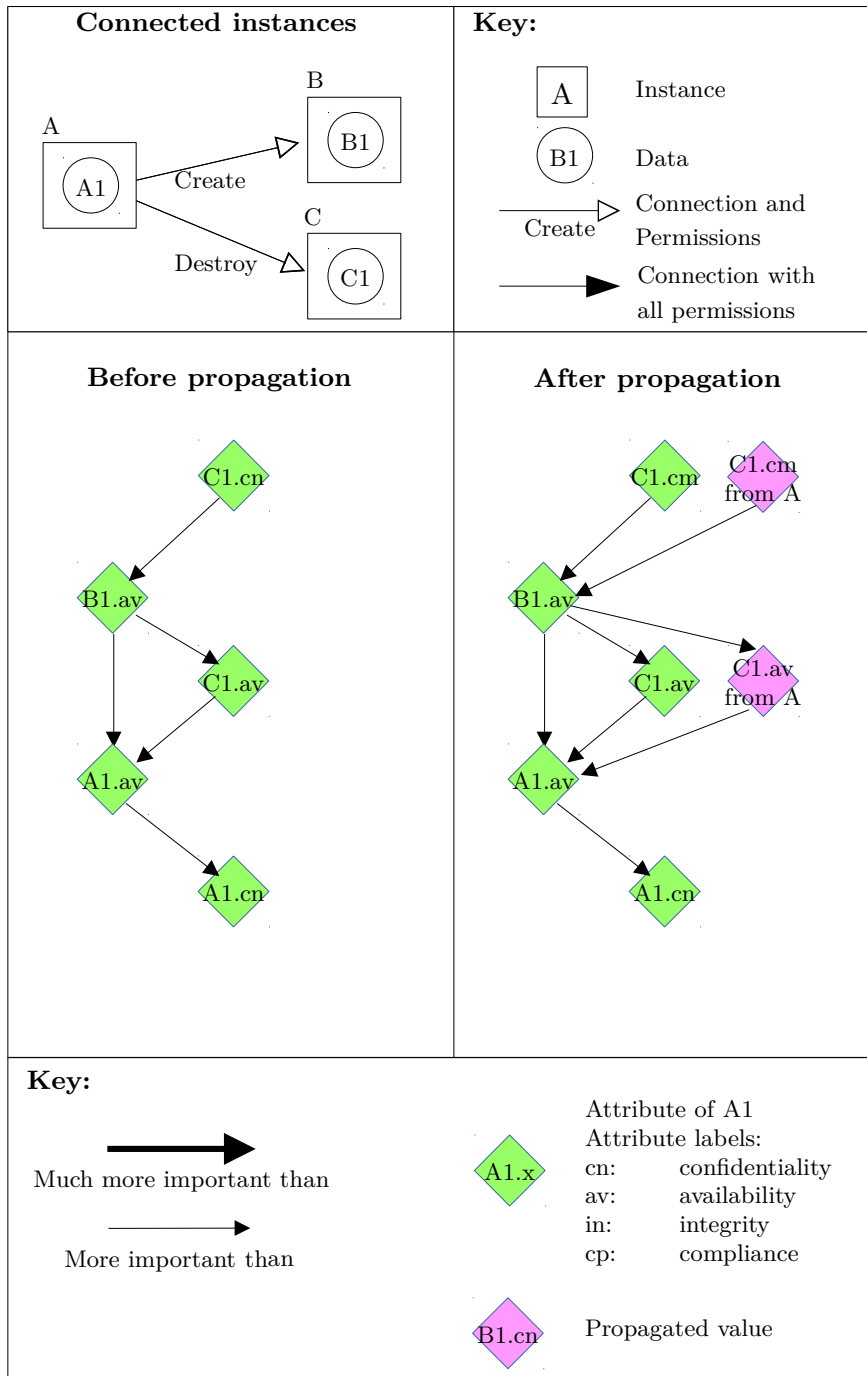 Connected instances
A
A1
B
B1
C
C1
Create
Destroy
Key:
A
Instance
B1
Data
Create
Connection and
Permissions
Connection with
all permissions
Before propagation
C1.cn
B1.av
C1.av
A1.av
A1.cn
After propagation
C1.cm
C1.cm
from A
B1.av
C1.av
C1.av
from A
A1.av
A1.cn
Key:
Much more important than
More important than
A1.x
Attribute of A1
Attribute labels:
cn: confidentiality
av: availability
in: integrity
cp: compliance
B1.cn
Propagated value